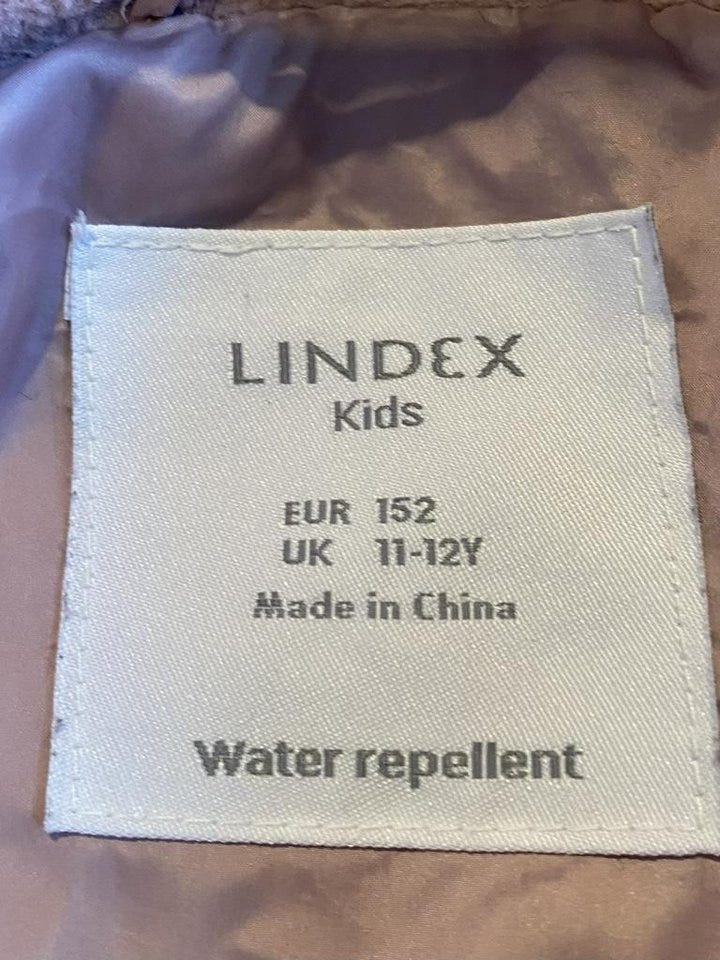 LINDEX
Kids
EUR 152
UK 11-12Y
Made in China
Water repellent